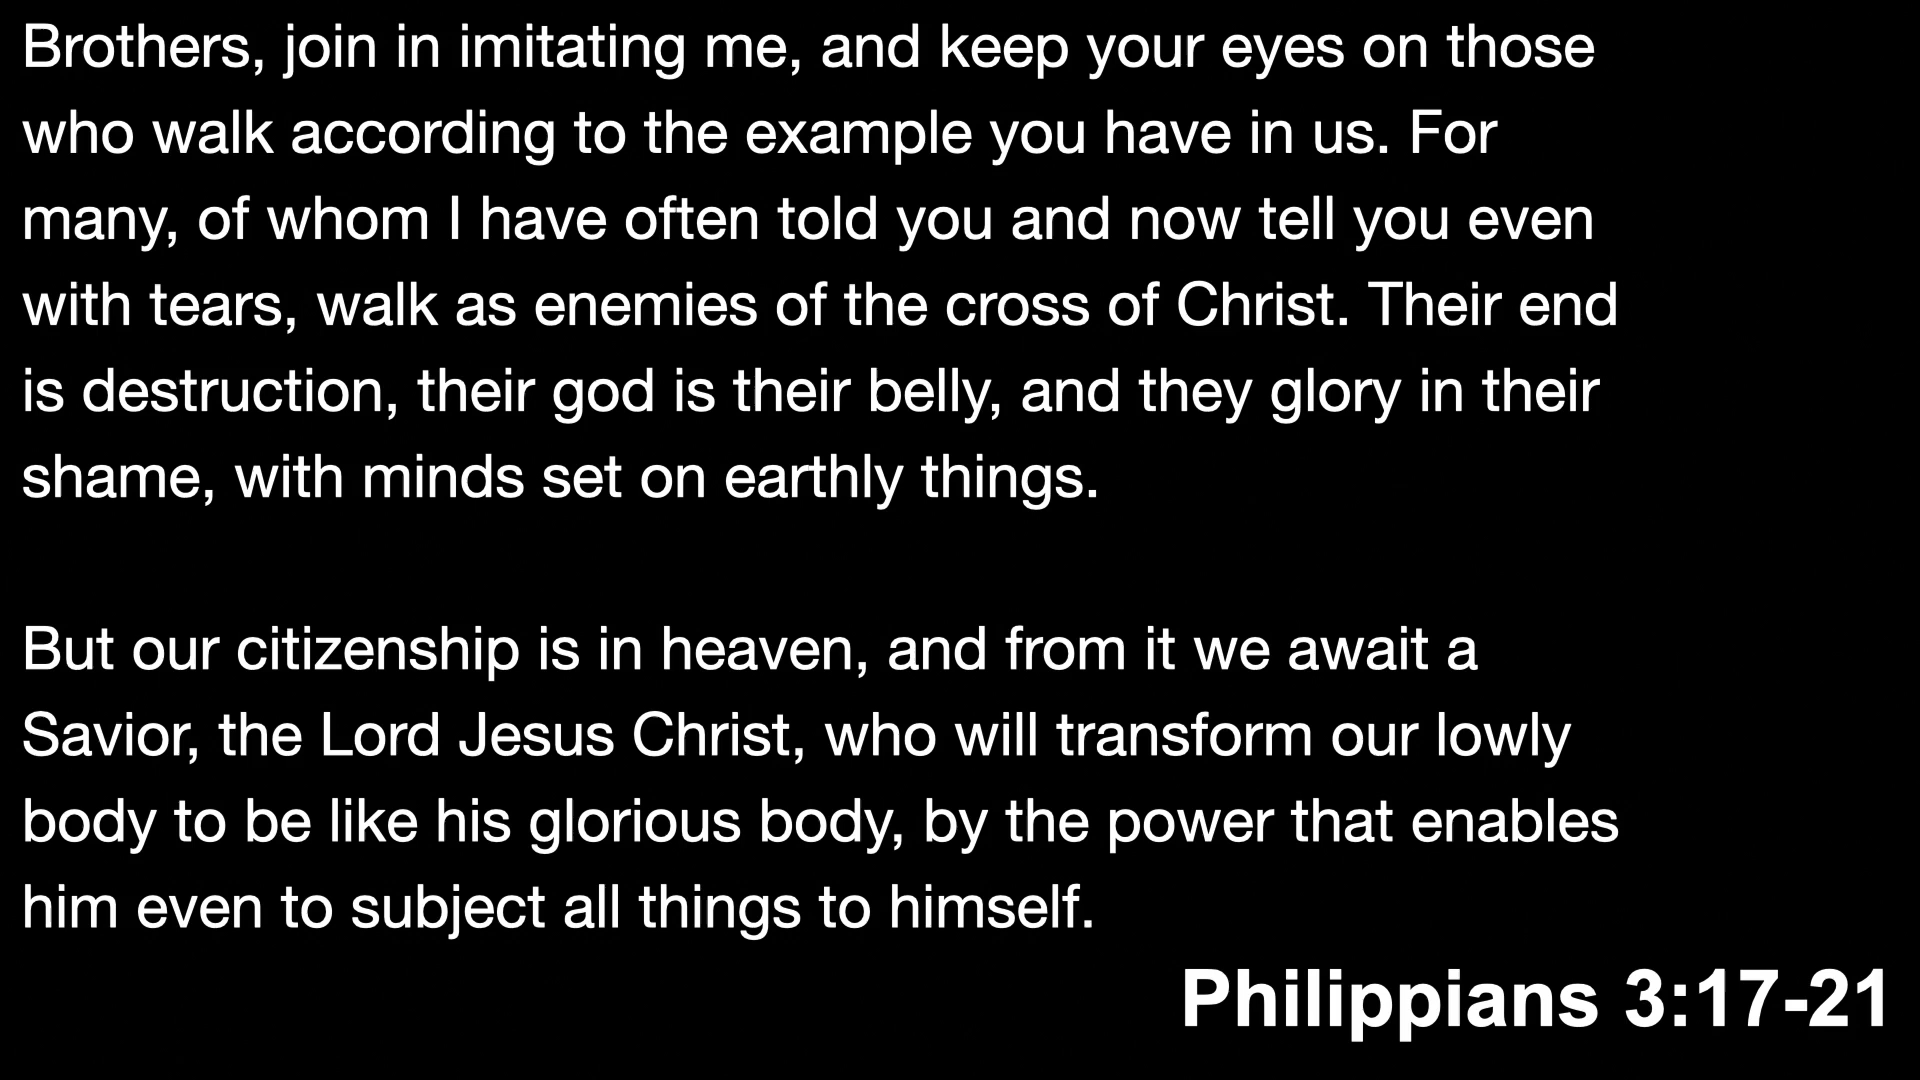 Brothers, join in imitating me, and keep your eyes on those
who walk according to the example you have in us. For
many, of whom I have often told you and now tell you even
with tears, walk as enemies of the cross of Christ. Their end
is destruction, their god is their belly, and they glory in their
shame, with minds set on earthly things.
But our citizenship is in heaven, and from it we await a
Savior, the Lord Jesus Christ, who will transform our lowly
body to be like his glorious body, by the power that enables
him even to subject all things to himself.
Philippians 3:17-21